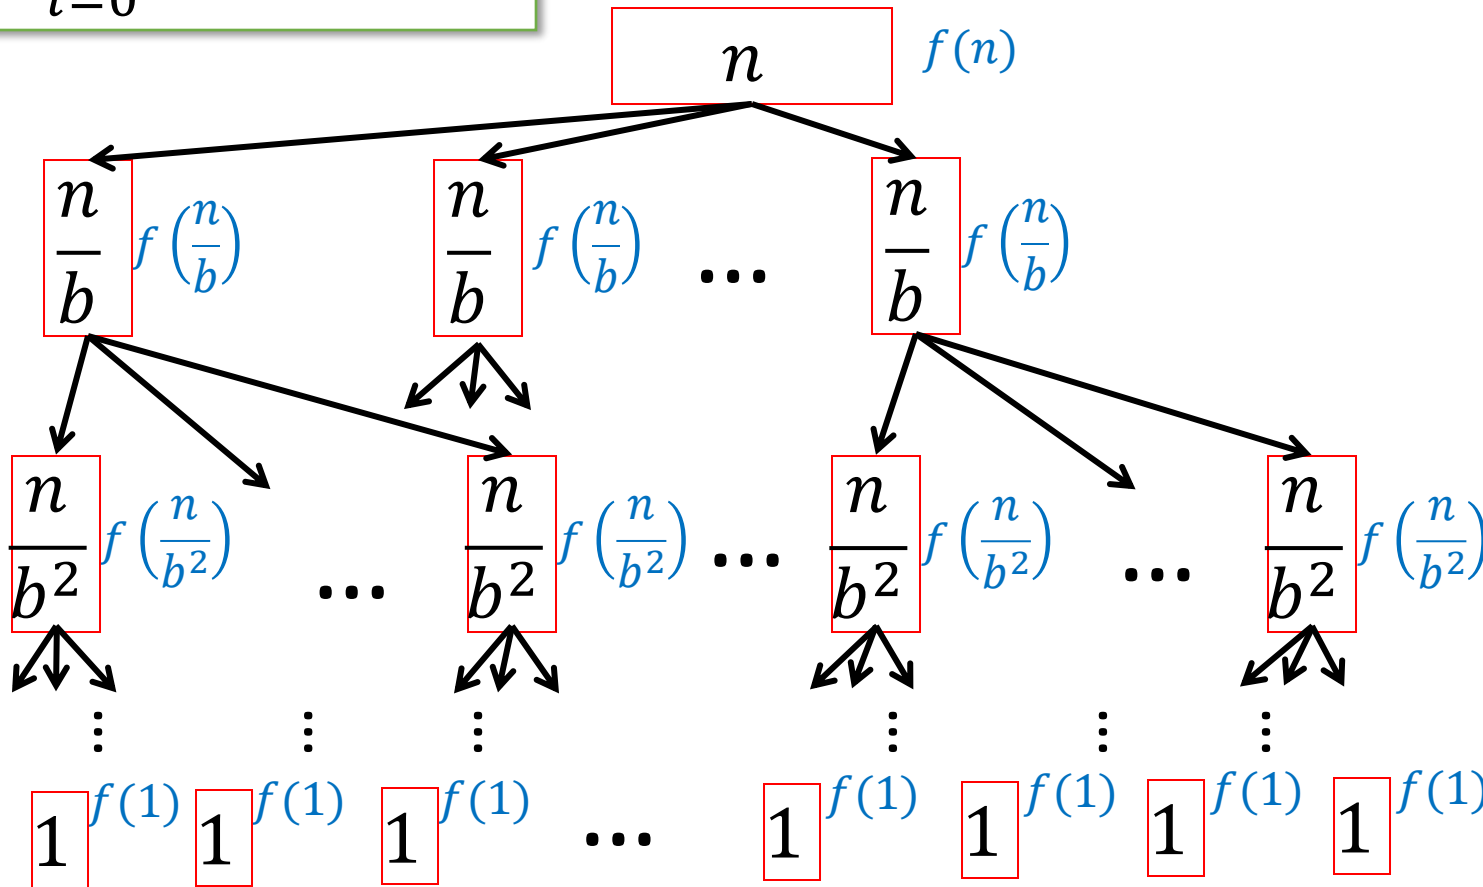 i=0
n f(n)
n/b f(n/b) n/b f(n/b) ... n/b f(n/b)
n/b² f(n/b²) ... n/b² f(n/b²) ... n/b² f(n/b²) ... n/b² f(n/b²)
⋮ ⋮ ⋮ ⋮ ⋮ ⋮
1 f(1) 1 f(1) 1 f(1) ... 1 f(1) 1 f(1) 1 f(1) 1 f(1)